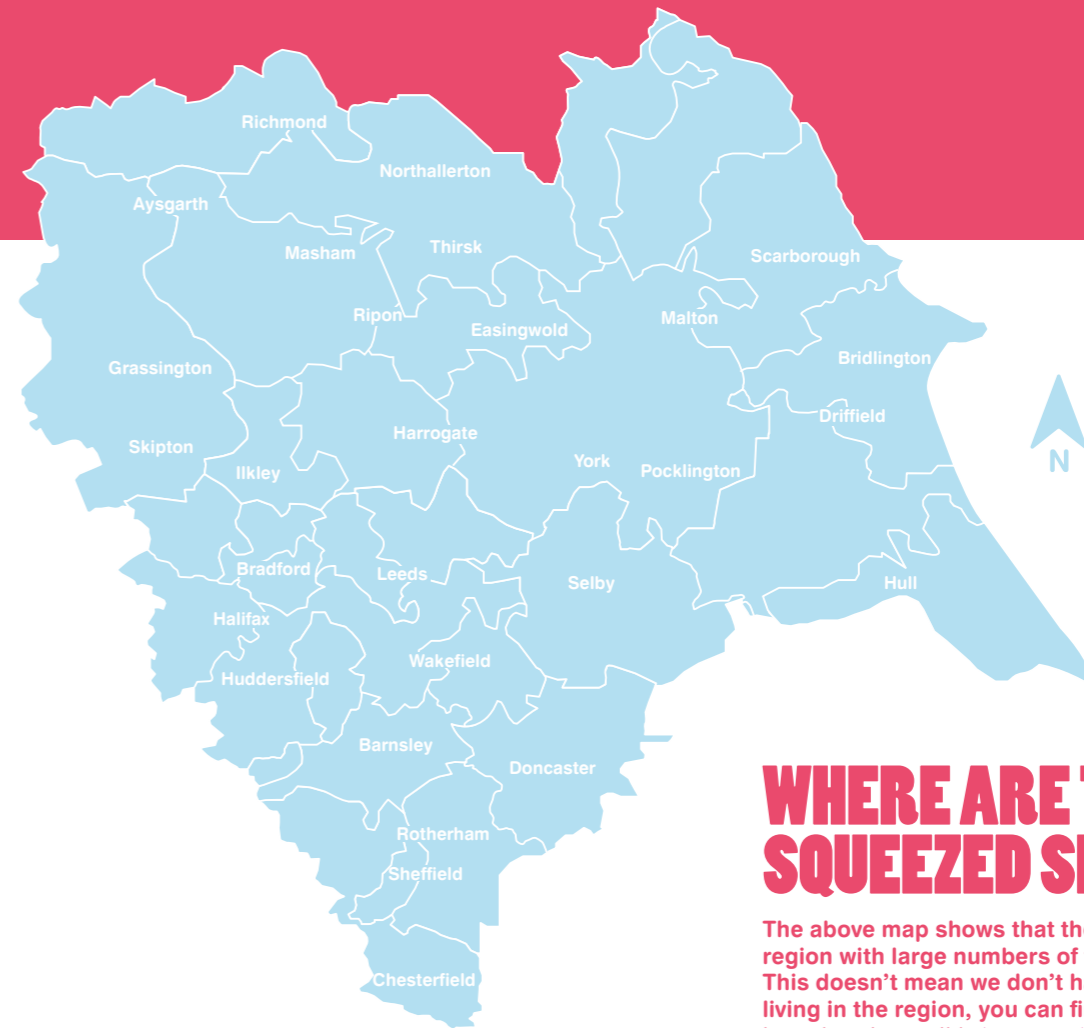 Richmond
Northallerton
Aysgarth
Masham
Thirsk
Scarborough
Ripon
Easingwold
Malton
Grassington
Bridlington
Harrogate
Driffield
Skipton
Ilkley
York
Pocklington
N
Bradford
Leeds
Selby
Hull
Halifax
Wakefield
Huddersfield
Barnsley
Doncaster
Rotherham
Sheffield
Chesterfield
WHERE ARE
SQUEEZED
The above map shows that
region with large numbers of
This doesn’t mean we don’t
living in the region, you can